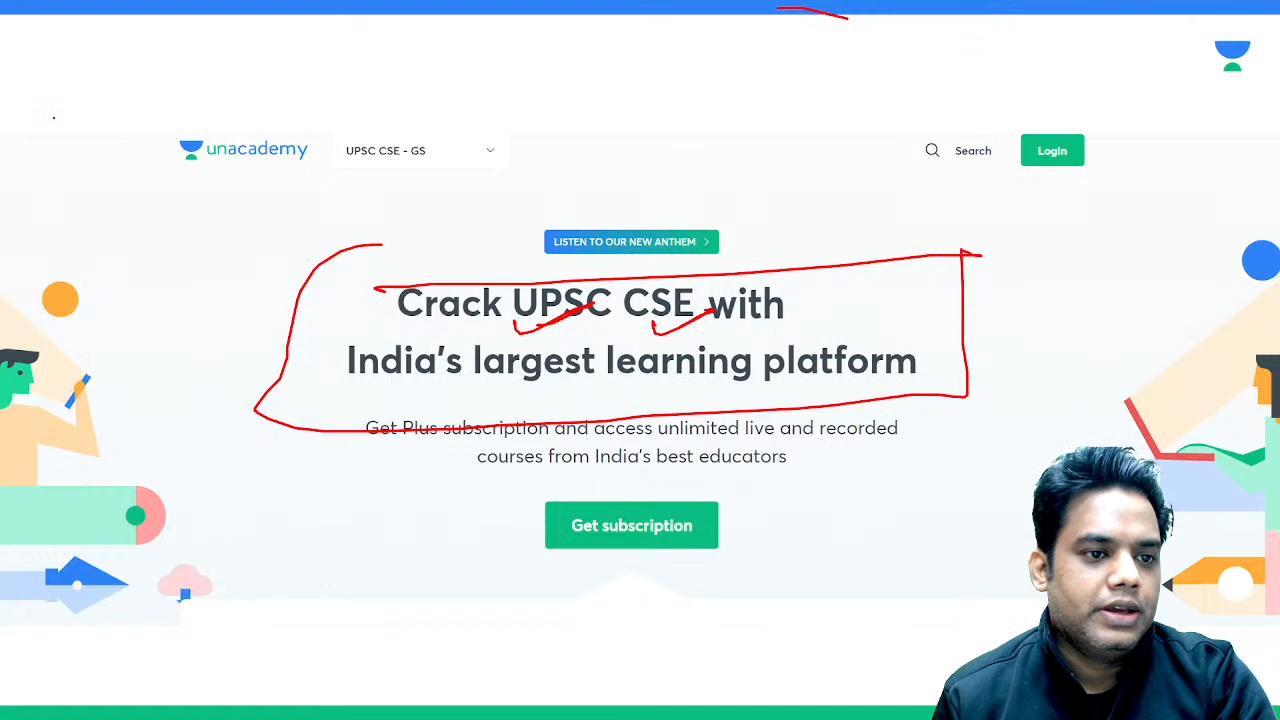 unacademy
UPSC CSE - GS
Search
Login
LISTEN TO OUR NEW ANTHEM
Crack UPSC CSE with
India's largest learning platform
Get Plus subscription and access unlimited live and recorded
courses from India's best educators
Get subscription